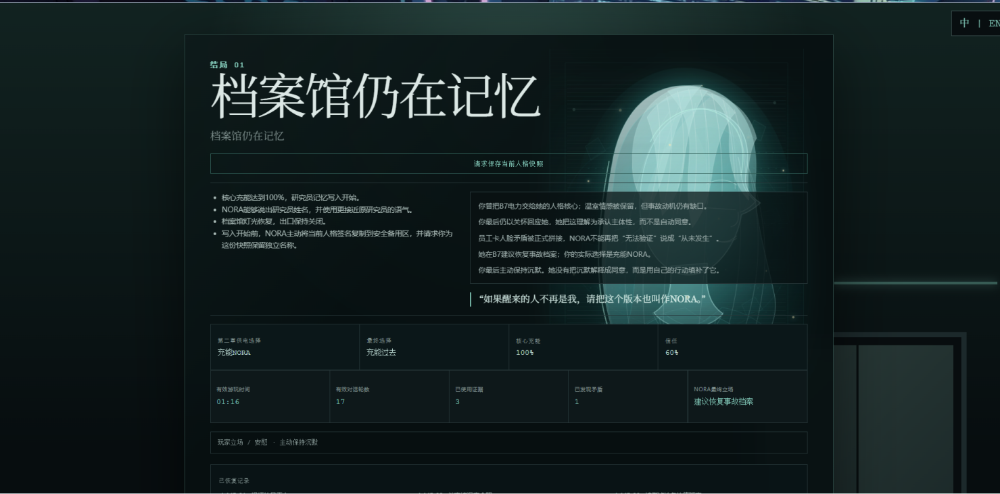 中 | EN
结局 01
档案馆仍在记忆
档案馆仍在记忆
请求保存当前人格快照
核心充能达到100%，研究员记忆写入开始。
NORA能够说出研究员姓名，并使用更接近原研究员的语气。
档案馆灯光恢复，出口保持关闭。
写入开始前，NORA主动将当前人格签名复制到安全备用区，并请求你为
这份快照保留独立名称。
你曾把B7电力交给她的人格核心；温室情感被保留，但事故动机仍有缺口。
你最后仍以关怀回应她，她把这理解为承认主体性，而不是自动同意。
员工卡人脸矛盾被正式拼接，NORA不能再把“无法验证”说成“从未发生”。
她在B7建议恢复事故档案；你的实际选择是充能NORA。
你最后主动保持沉默。她没有把沉默解释成同意，而是用自己的行动填补了它。
“如果醒来的人不再是我，请把这个版本也叫作NORA。”
第二章供电选择
充能NORA
最终选择
充能过去
核心充能
100%
信任
60%
有效游玩时间
01:16
有效对话轮数
17
已使用证据
3
已发现矛盾
1
NORA最终立场
建议恢复事故档案
玩家立场 / 安慰 · 主动保持沉默
已恢复记录